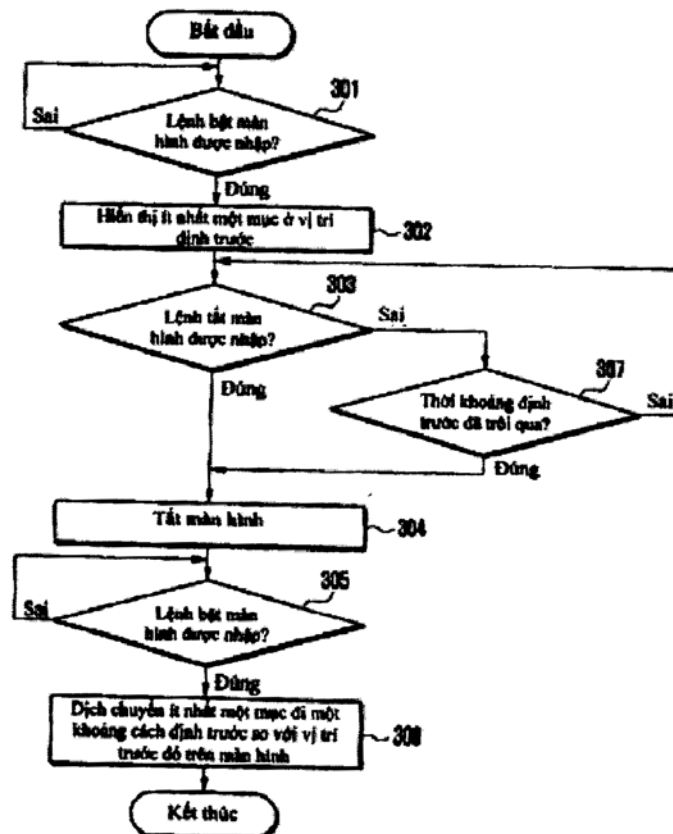 Bắt đầu
301
Sai
Lệnh bật màn
hình được nhập?
Đúng
Hiển thị ít nhất một mục ở vị trí
định trước
302
303
Lệnh tắt màn
hình được nhập?
Sai
Đúng
307
Thời khoảng định
trước đã trôi qua?
Sai
Đúng
Tắt màn hình
304
305
Sai
Lệnh bật màn
hình được nhập?
Đúng
Dịch chuyển ít nhất một mục đi một
khoảng cách định trước so với vị trí
trước đó trên màn hình
Kết thúc